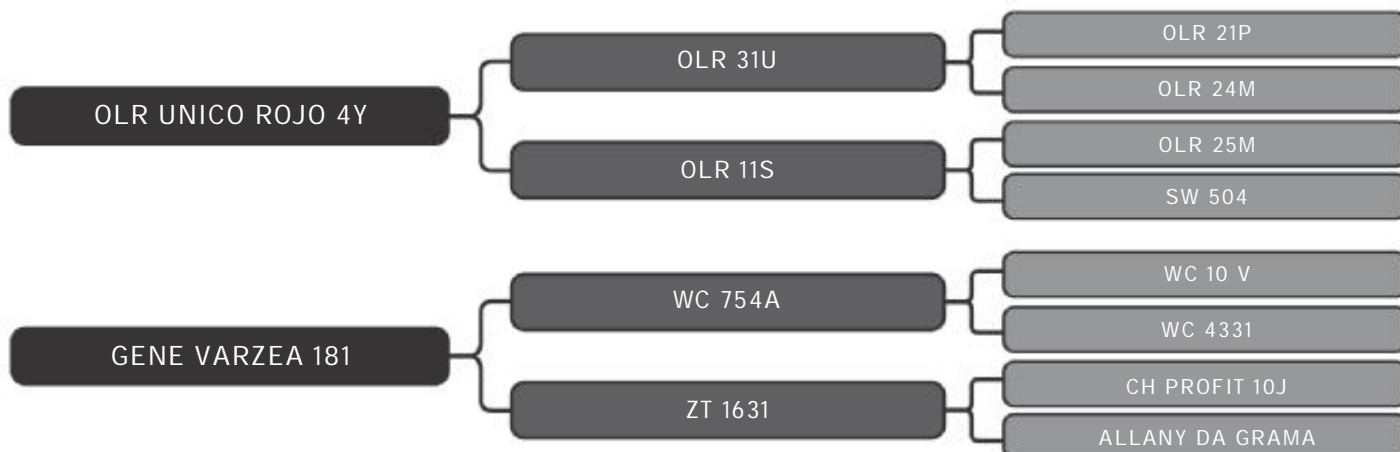 OLR UNICO ROJO 4Y
OLR 31U
OLR 21P
OLR 24M
OLR 11S
OLR 25M
SW 504
GENE VARZEA 181
WC 754A
WC 10 V
WC 4331
ZT 1631
CH PROFIT 10J
ALLANY DA GRAMA